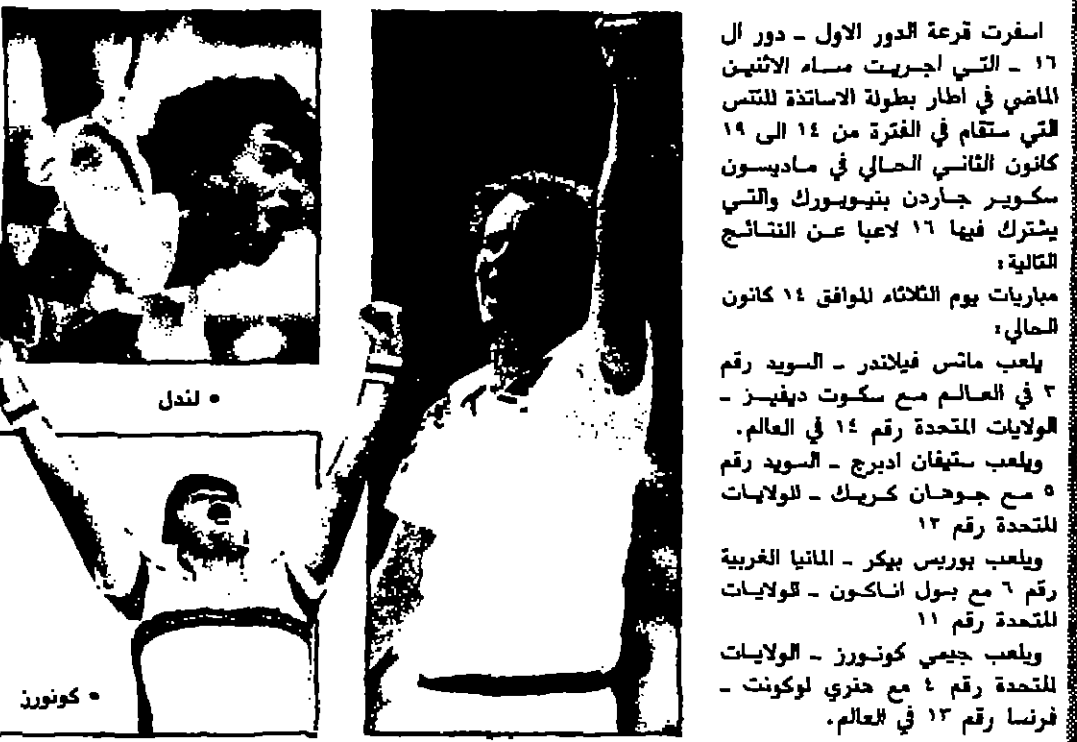 اسفرت قرعة الدور الاول ـ دور ال
١٦ ـ التي اجريت مساء الاثنين
الماضي في اطار بطولة الاساتذة للتنس
التي ستقام في الفترة من ١٤ الى ١٩
كانون الثاني الحالي في ماديسون
سكوير جاردن بنيويورك والتي
يشترك فيها ١٦ لاعبا عن النتائج
التالية :
مباريات يوم الثلاثاء الموافق ١٤ كانون
الحالي :
يلعب ماتس فيلاندر ـ السويد رقم
٣ في العالم مع سكوت ديفيز ـ
الولايات المتحدة رقم ١٤ في العالم.
ويلعب ستيفان ادبرج ـ السويد رقم
٥ مع جوهان كريك ـ الولايات
المتحدة رقم ١٢
ويلعب بوريس بيكر ـ المانيا الغربية
رقم ٦ مع بول اناكون ـ الولايات
المتحدة رقم ١١
ويلعب جيمي كونورز ـ الولايات
المتحدة رقم ٤ مع هنري لوكونت ـ
فرنسا رقم ١٣ في العالم.
• لندل
• كونورز